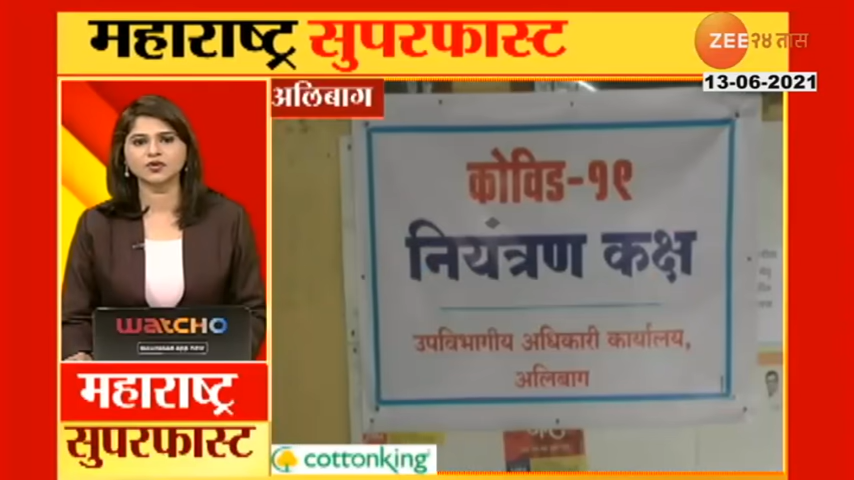 महाराष्ट्र सुपरफास्ट
ZEE २४ तास
13-06-2021
अलिबाग
कोविड-१९
नियंत्रण कक्ष
उपविभागीय अधिकारी कार्यालय,
अलिबाग
WATCHO
महाराष्ट्र
सुपरफास्ट
cottonking